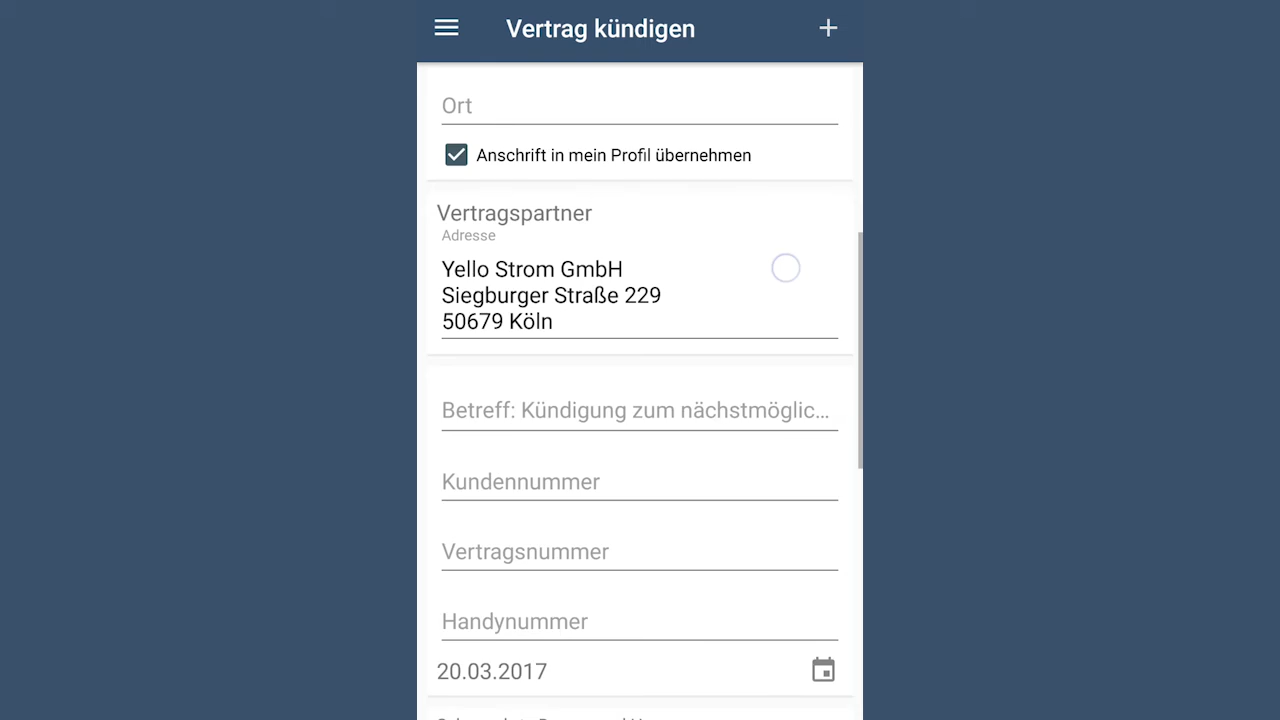 Vertrag kündigen
Ort
Anschrift in mein Profil übernehmen
Vertragspartner
Adresse
Yello Strom GmbH
Siegburger Straße 229
50679 Köln
Betreff: Kündigung zum nächstmöglic...
Kundennummer
Vertragsnummer
Handynummer
20.03.2017